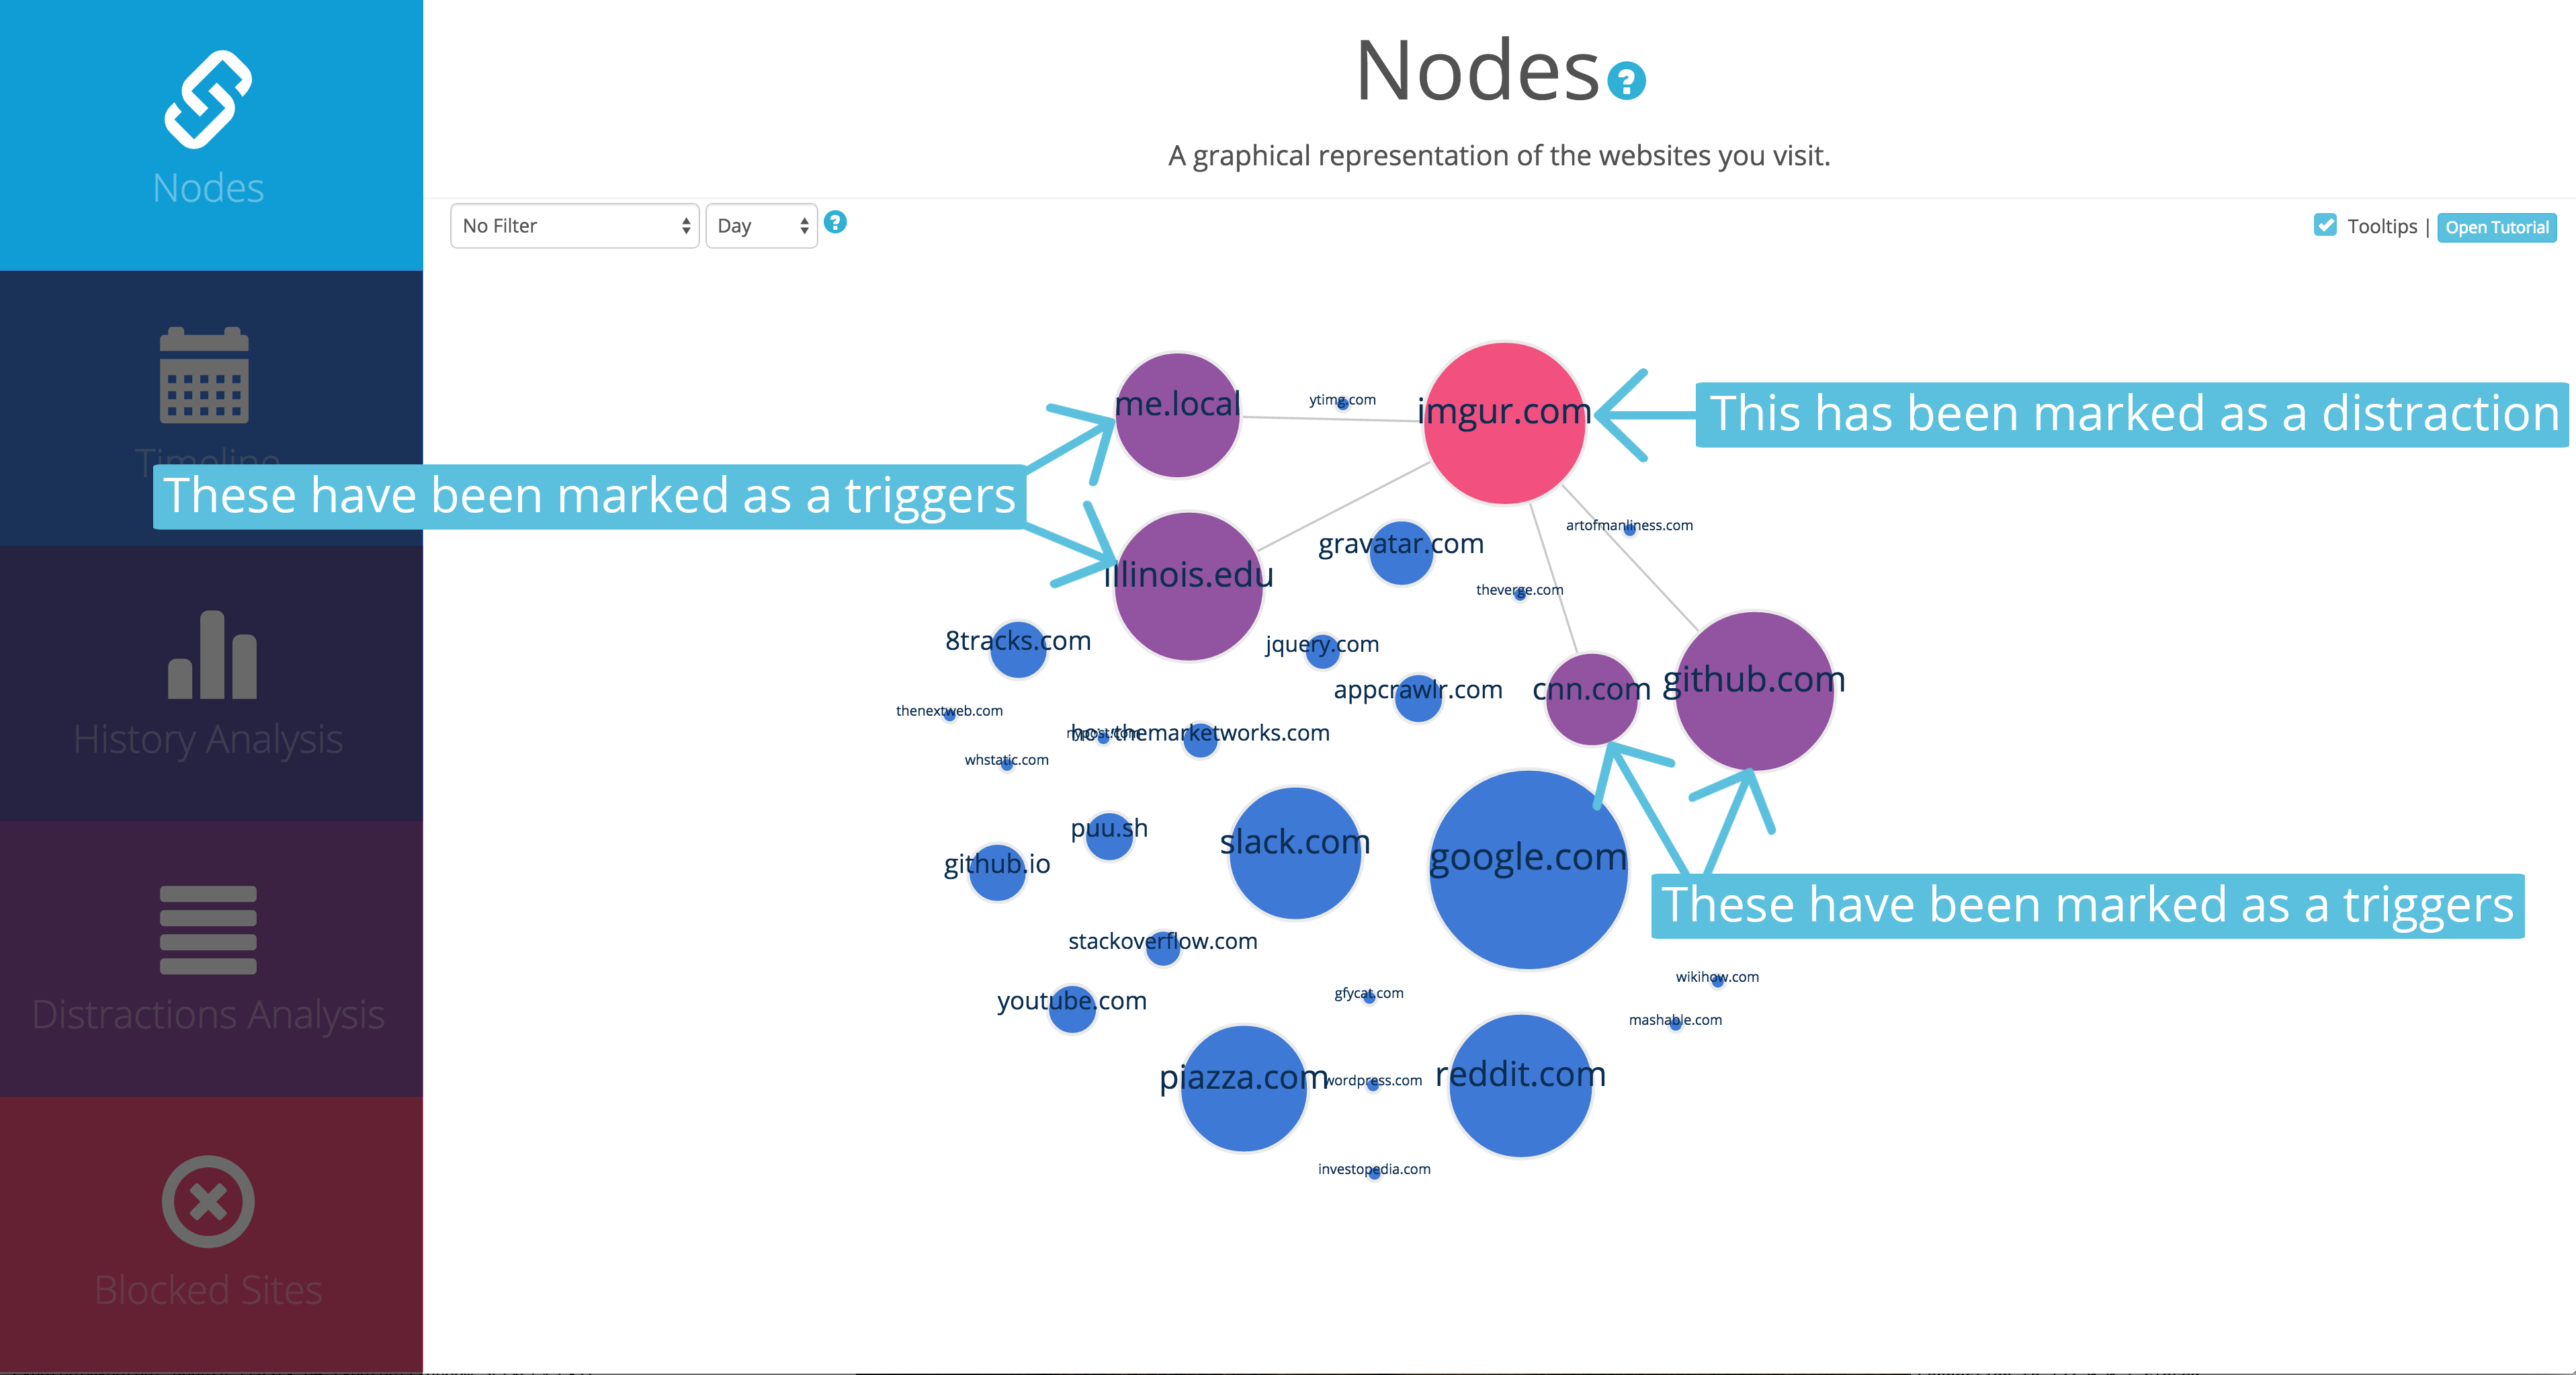 Nodes
Timeline
History Analysis
Distractions Analysis
Blocked Sites
Nodes?
A graphical representation of the websites you visit.
No Filter
Day
?
Tooltips | Open Tutorial
me.local
ytimg.com
imgur.com
This has been marked as a distraction
These have been marked as a triggers
artofmanliness.com
gravatar.com
illinois.edu
theverge.com
8tracks.com
jquery.com
appcrawlr.com
cnn.com
github.com
thenextweb.com
nypost.com
howthemarketworks.com
whstatic.com
puu.sh
slack.com
google.com
github.io
These have been marked as a triggers
stackoverflow.com
wikihow.com
gfycat.com
youtube.com
mashable.com
piazza.com
wordpress.com
reddit.com
investopedia.com